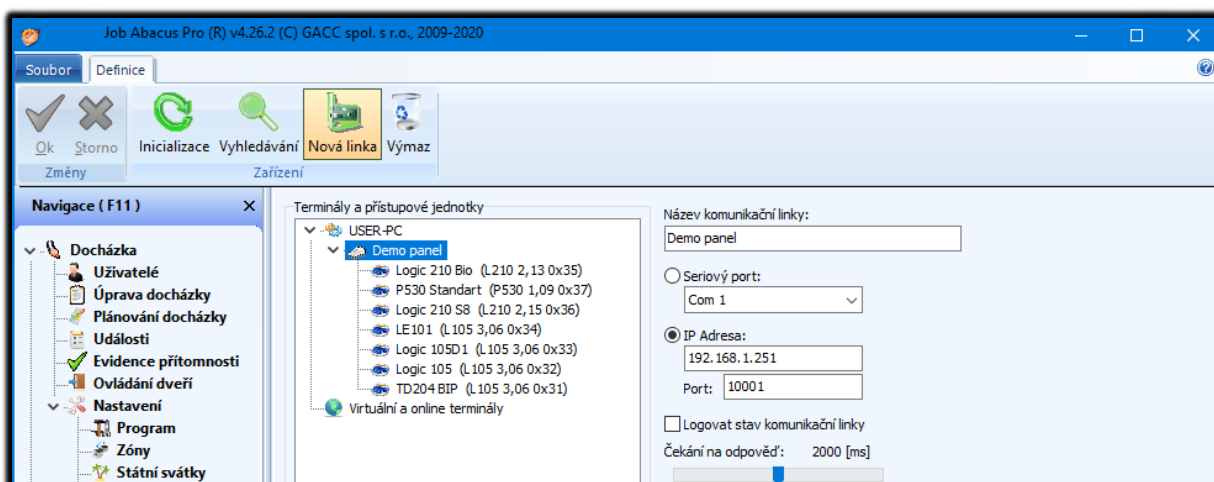 Job Abacus Pro (R) v4.26.2 (C) GACC spol. s r.o., 2009-2020
Soubor Definice
Ok Storno Inicializace Vyhledávání Nová linka Výmaz
Změny Zařízení
Navigace ( F11 )
Docházka
Uživatelé
Úprava docházky
Plánování docházky
Události
Evidence přítomnosti
Ovládání dveří
Nastavení
Program
Zóny
Státní svátky
Terminály a přístupové jednotky
USER-PC
Demo panel
Logic 210 Bio (L210 2,13 0x35)
P530 Standart (P530 1,09 0x37)
Logic 210 S8 (L210 2,15 0x36)
LE101 (L105 3,06 0x34)
Logic 105D1 (L105 3,06 0x33)
Logic 105 (L105 3,06 0x32)
TD204 BIP (L105 3,06 0x31)
Virtuální a online terminály
Název komunikační linky:
Demo panel
Seriový port:
Com 1
IP Adresa:
192.168.1.251
Port: 10001
Logovat stav komunikační linky
Čekání na odpověď: 2000 [ms]